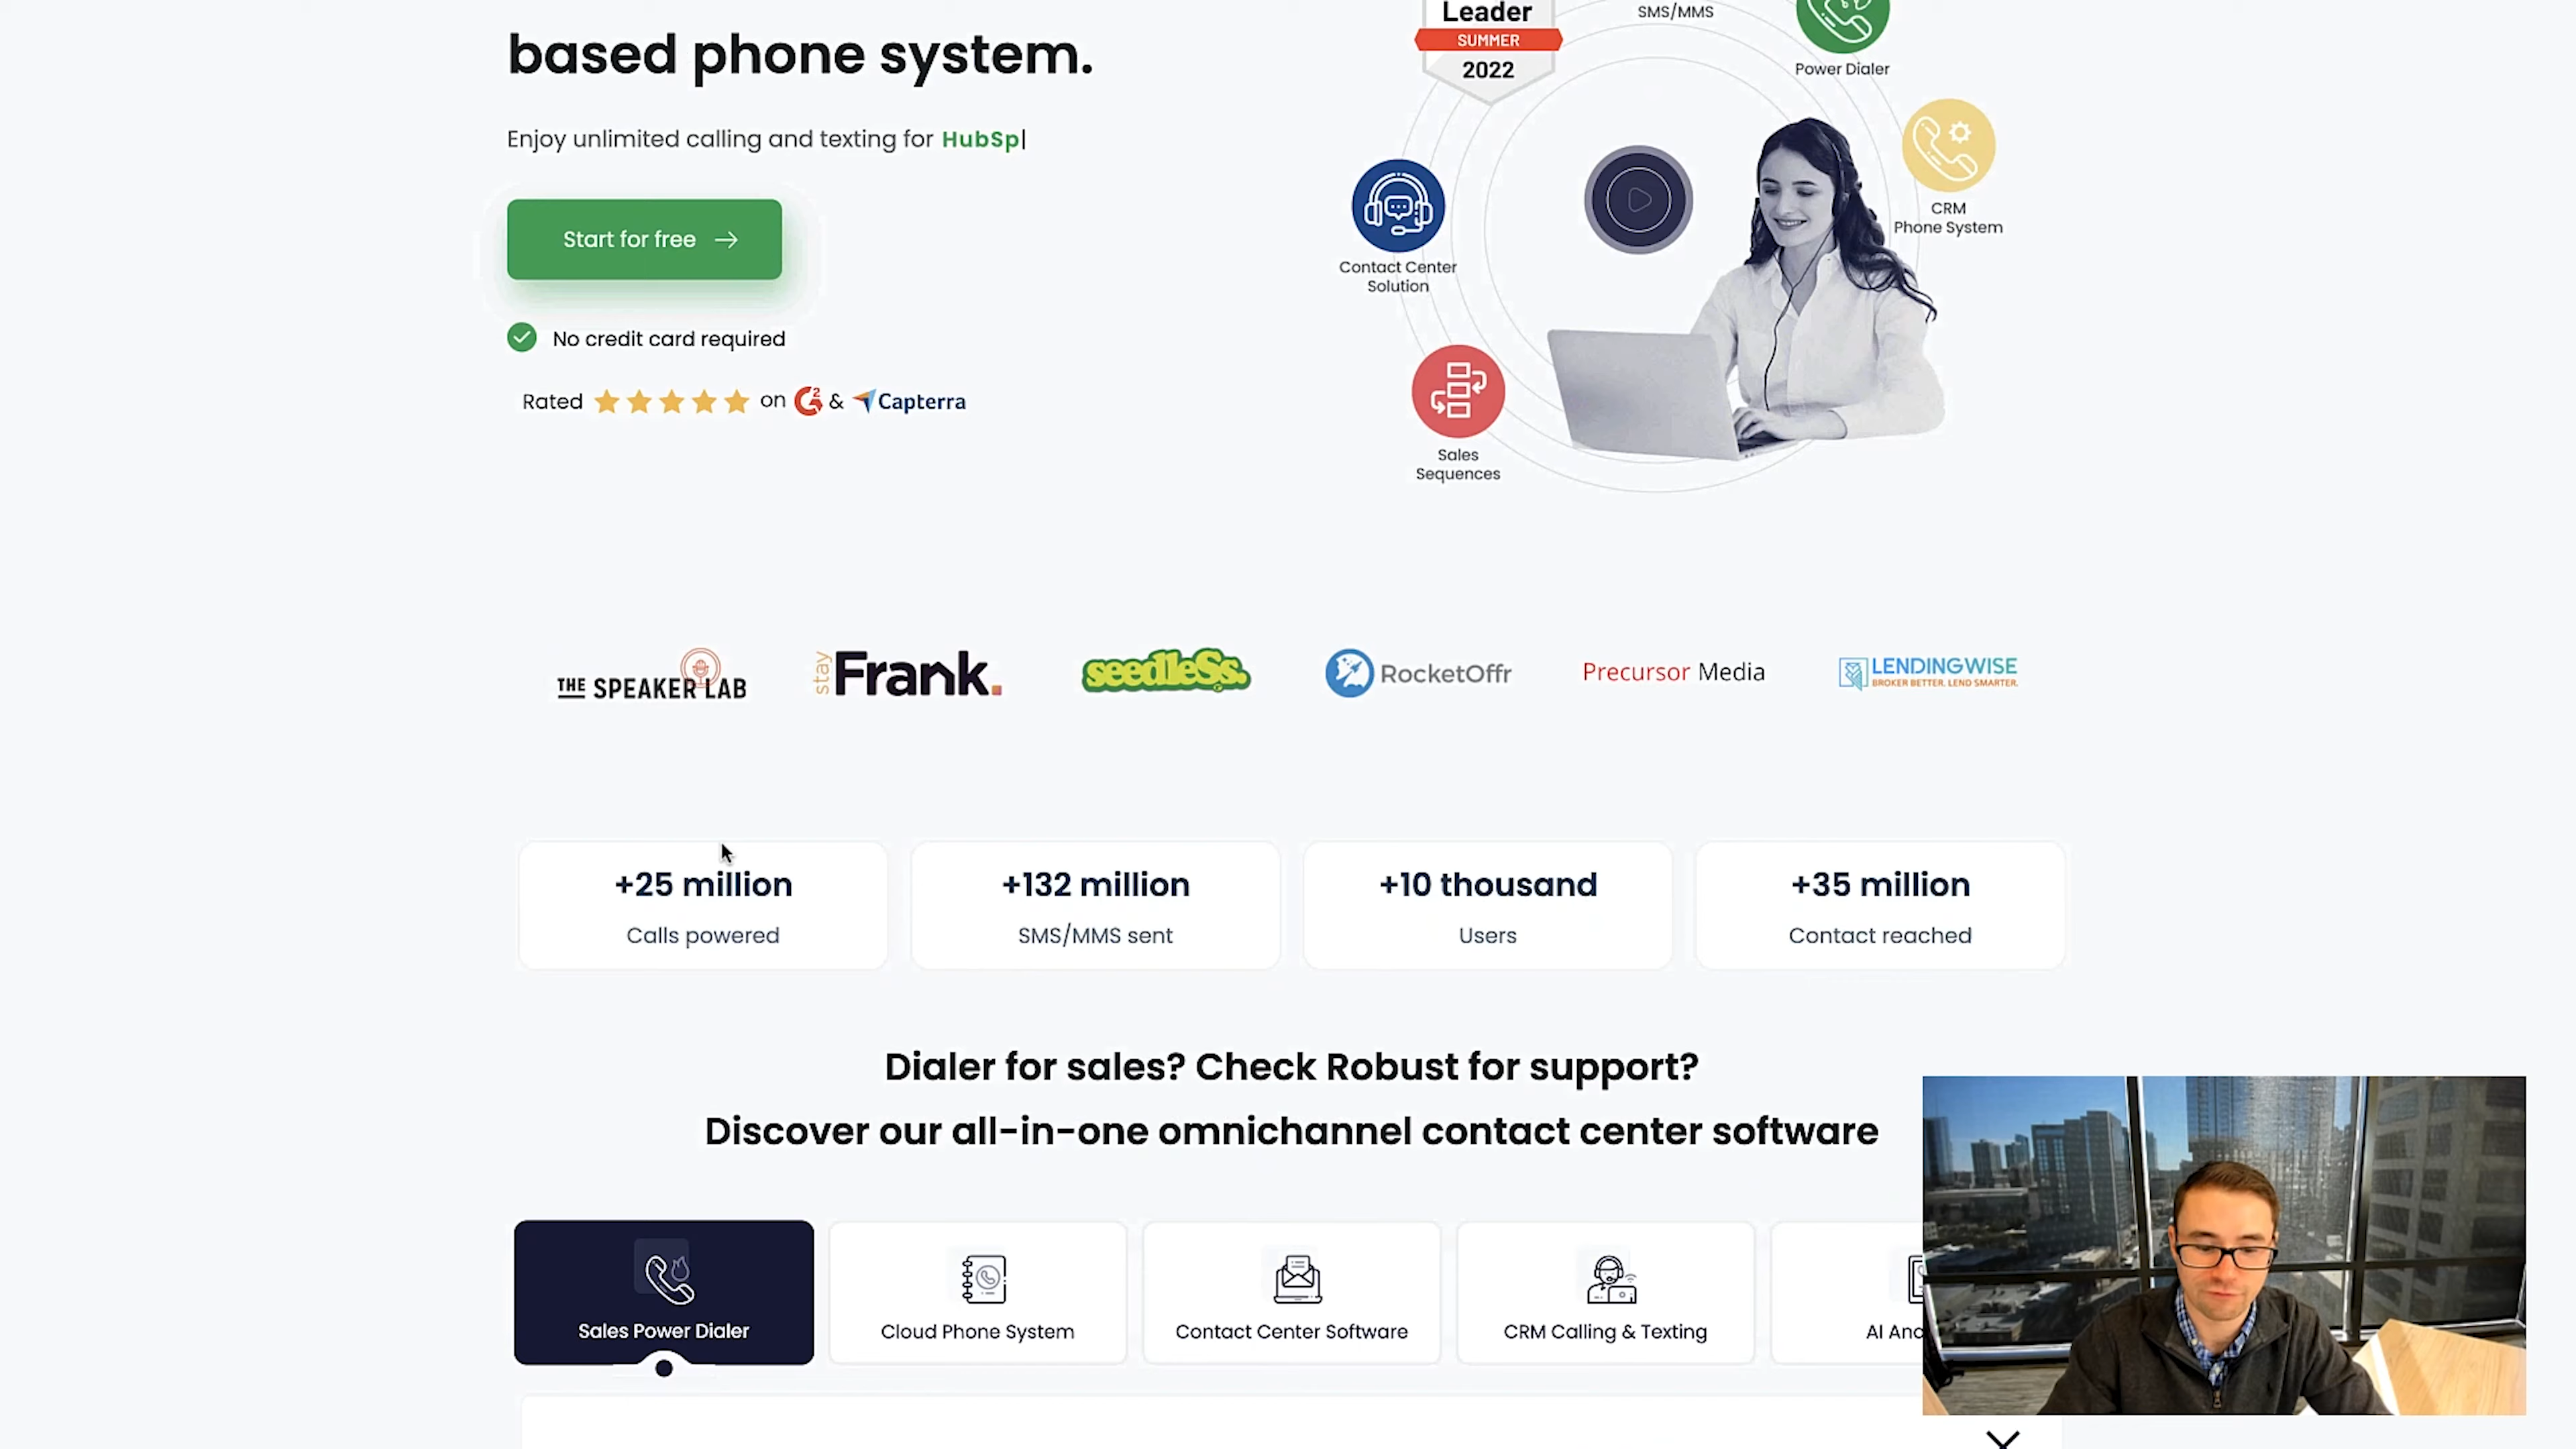 based phone system.
Enjoy unlimited calling and texting for HubSp
Start for free
No credit card required
Rated on G2 & Capterra
Leader
SUMMER
2022
SMS/MMS
Power Dialer
CRM
Phone System
Contact Center
Solution
Sales
Sequences
THE SPEAKER LAB
stay Frank.
seedleSs.
RocketOffr
Precursor Media
LENDINGWISE
BROKER BETTER. LEND SMARTER.
+25 million
Calls powered
+132 million
SMS/MMS sent
+10 thousand
Users
+35 million
Contact reached
Dialer for sales? Check Robust for support?
Discover our all-in-one omnichannel contact center software
Sales Power Dialer
Cloud Phone System
Contact Center Software
CRM Calling & Texting
AI